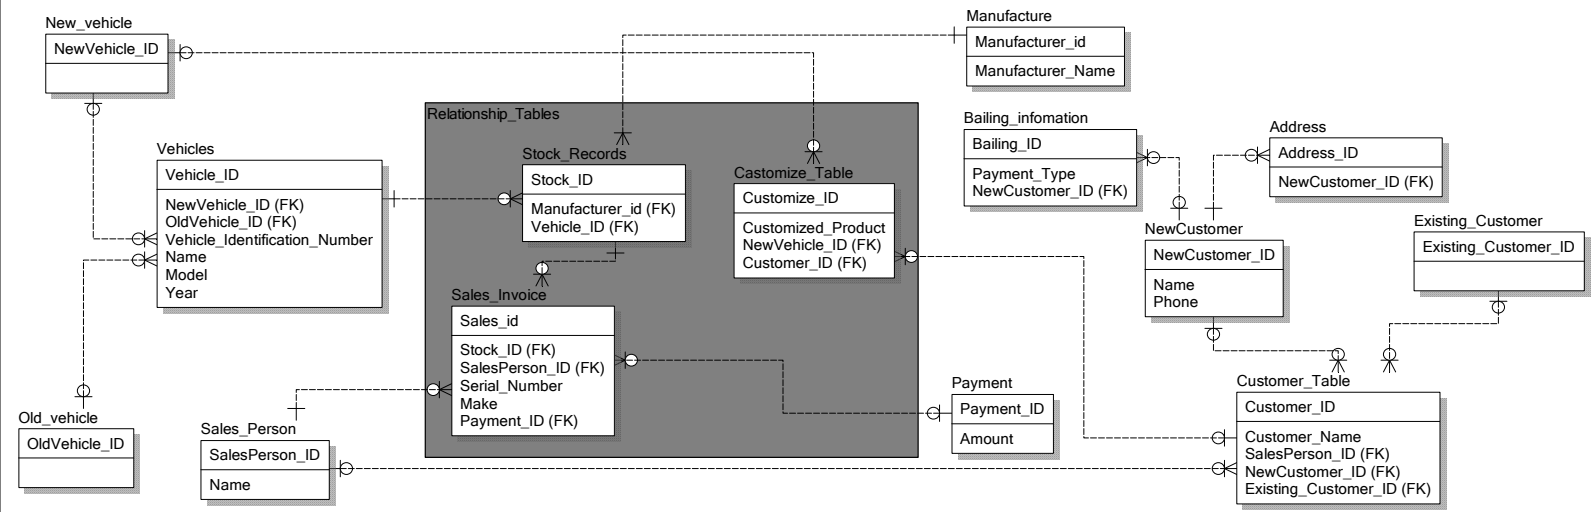 New_vehicle
NewVehicle_ID
Manufacture
Manufacturer_id
Manufacturer_Name
Relationship_Tables
Vehicles
Vehicle_ID
NewVehicle_ID (FK)
OldVehicle_ID (FK)
Vehicle_Identification_Number
Name
Model
Year
Stock_Records
Stock_ID
Manufacturer_id (FK)
Vehicle_ID (FK)
Castomize_Table
Customize_ID
Customized_Product
NewVehicle_ID (FK)
Customer_ID (FK)
Bailing_infomation
Bailing_ID
Payment_Type
NewCustomer_ID (FK)
Address
Address_ID
NewCustomer_ID (FK)
NewCustomer
NewCustomer_ID
Name
Phone
Existing_Customer
Existing_Customer_ID
Sales_Invoice
Sales_id
Stock_ID (FK)
SalesPerson_ID (FK)
Serial_Number
Make
Payment_ID (FK)
Old_vehicle
OldVehicle_ID
Sales_Person
SalesPerson_ID
Name
Payment
Payment_ID
Amount
Customer_Table
Customer_ID
Customer_Name
SalesPerson_ID (FK)
NewCustomer_ID (FK)
Existing_Customer_ID (FK)